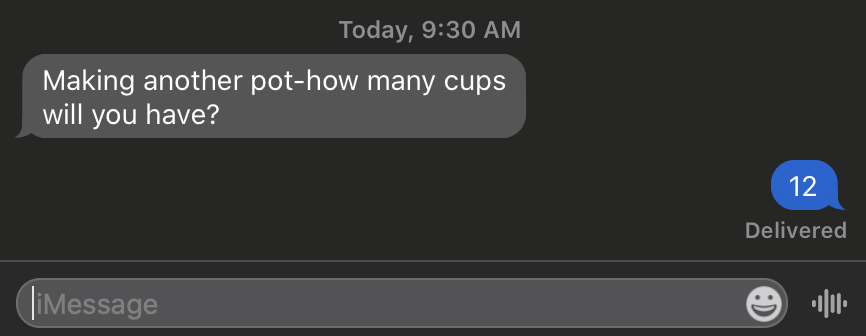 Today, 9:30 AM
Making another pot-how many cups
will you have?
12
Delivered
iMessage